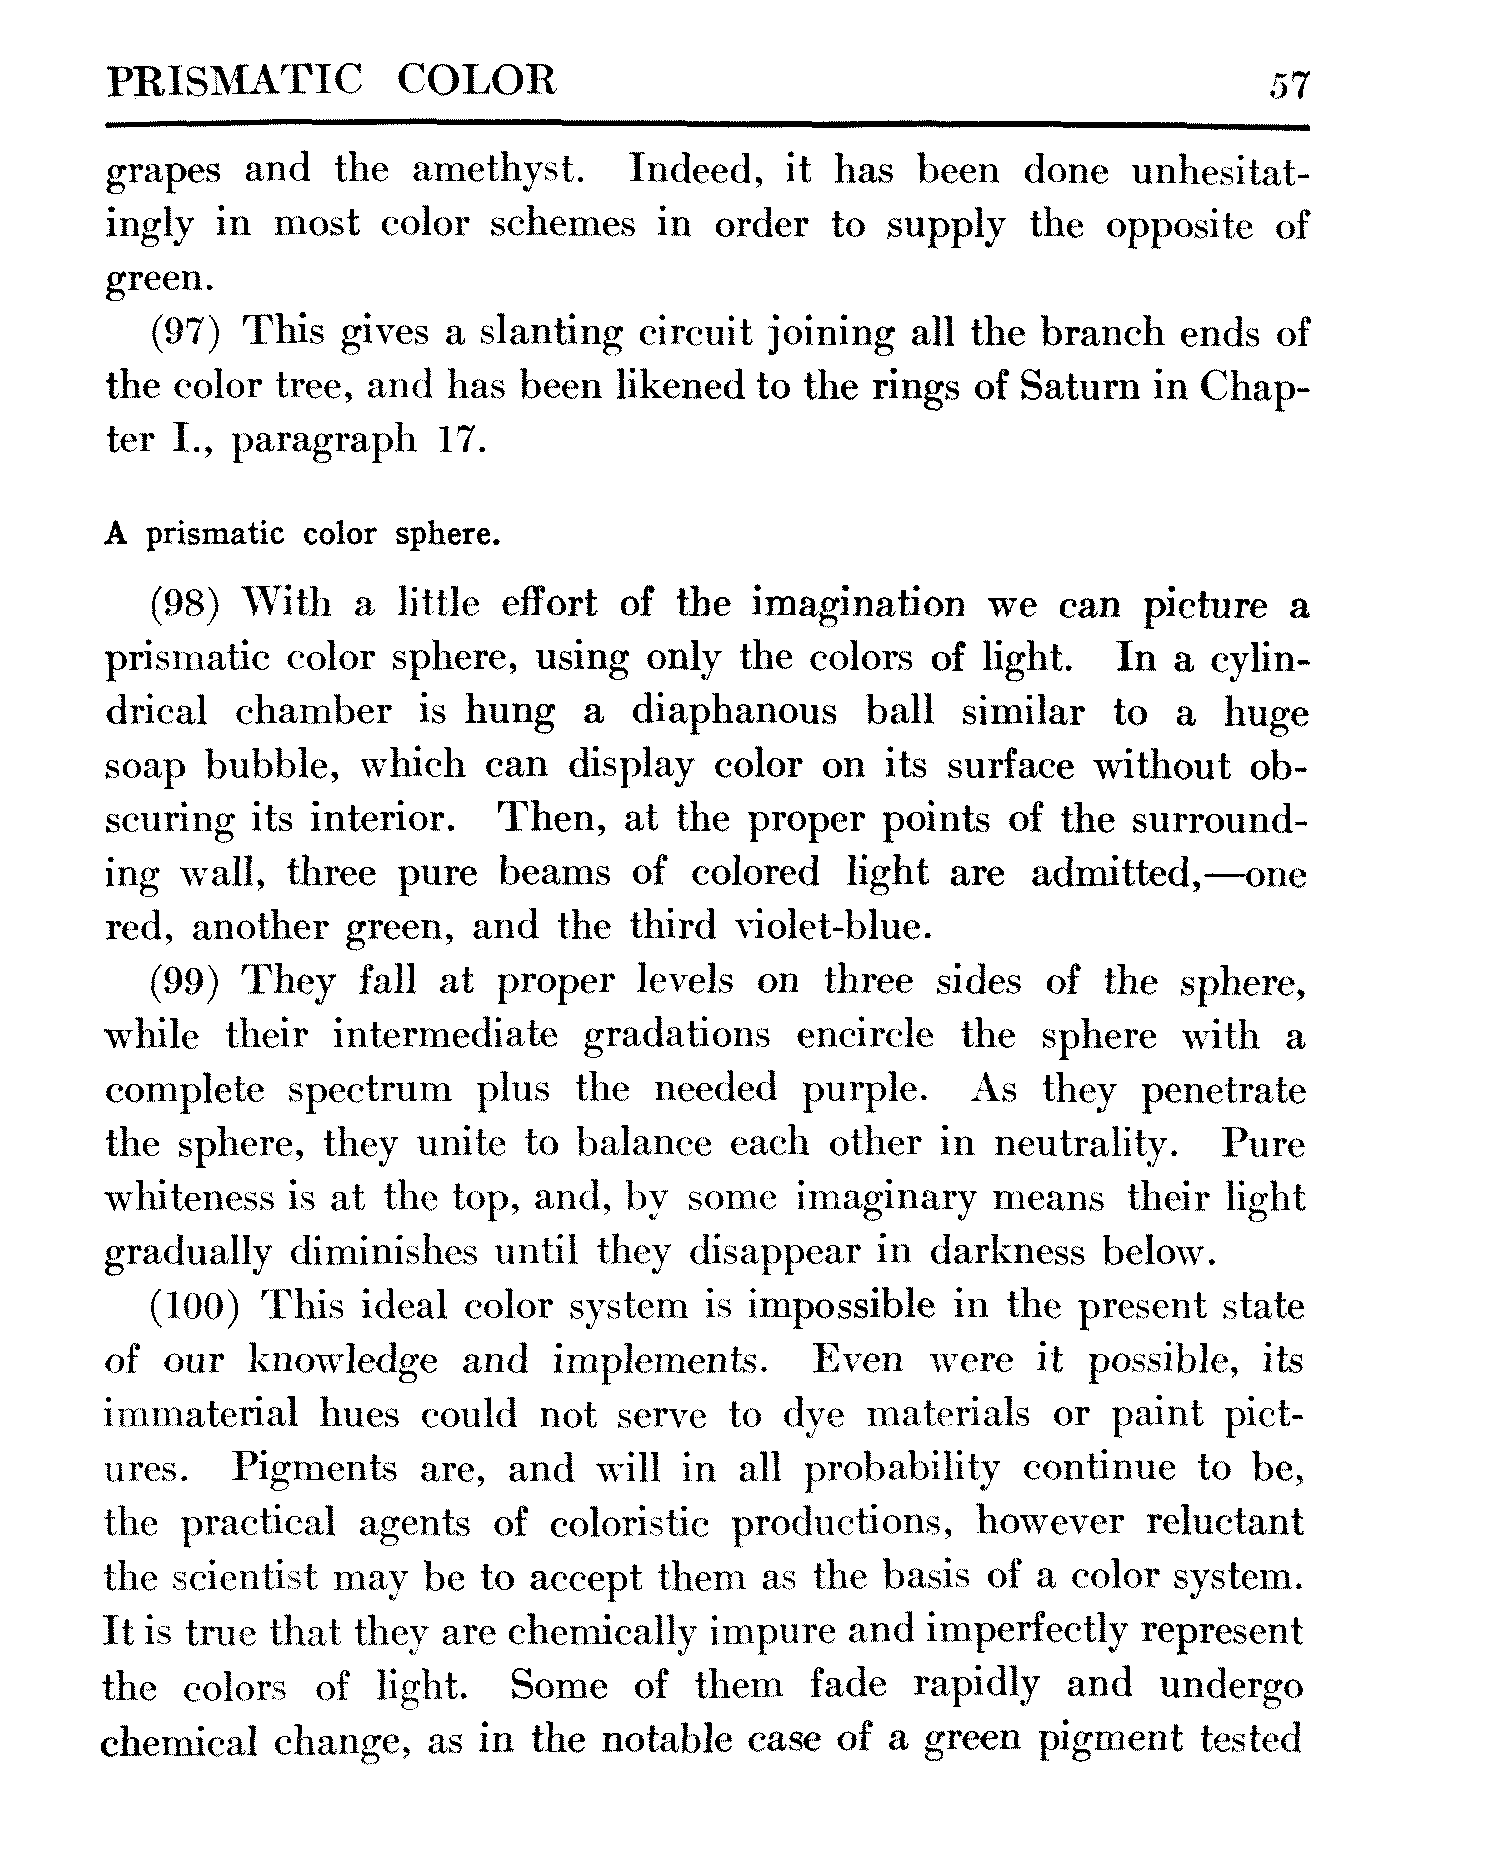 PRISMATIC COLOR 57
grapes and the amethyst. Indeed, it has been done unhesitat-
ingly in most color schemes in order to supply the opposite of
green.
(97) This gives a slanting circuit joining all the branch ends of
the color tree, and has been likened to the rings of Saturn in Chap-
ter I., paragraph 17.
A prismatic color sphere.
(98) With a little effort of the imagination we can picture a
prismatic color sphere, using only the colors of light. In a cylin-
drical chamber is hung a diaphanous ball similar to a huge
soap bubble, which can display color on its surface without ob-
scuring its interior. Then, at the proper points of the surround-
ing wall, three pure beams of colored light are admitted,—one
red, another green, and the third violet-blue.
(99) They fall at proper levels on three sides of the sphere,
while their intermediate gradations encircle the sphere with a
complete spectrum plus the needed purple. As they penetrate
the sphere, they unite to balance each other in neutrality. Pure
whiteness is at the top, and, by some imaginary means their light
gradually diminishes until they disappear in darkness below.
(100) This ideal color system is impossible in the present state
of our knowledge and implements. Even were it possible, its
immaterial hues could not serve to dye materials or paint pict-
ures. Pigments are, and will in all probability continue to be,
the practical agents of coloristic productions, however reluctant
the scientist may be to accept them as the basis of a color system.
It is true that they are chemically impure and imperfectly represent
the colors of light. Some of them fade rapidly and undergo
chemical change, as in the notable case of a green pigment tested